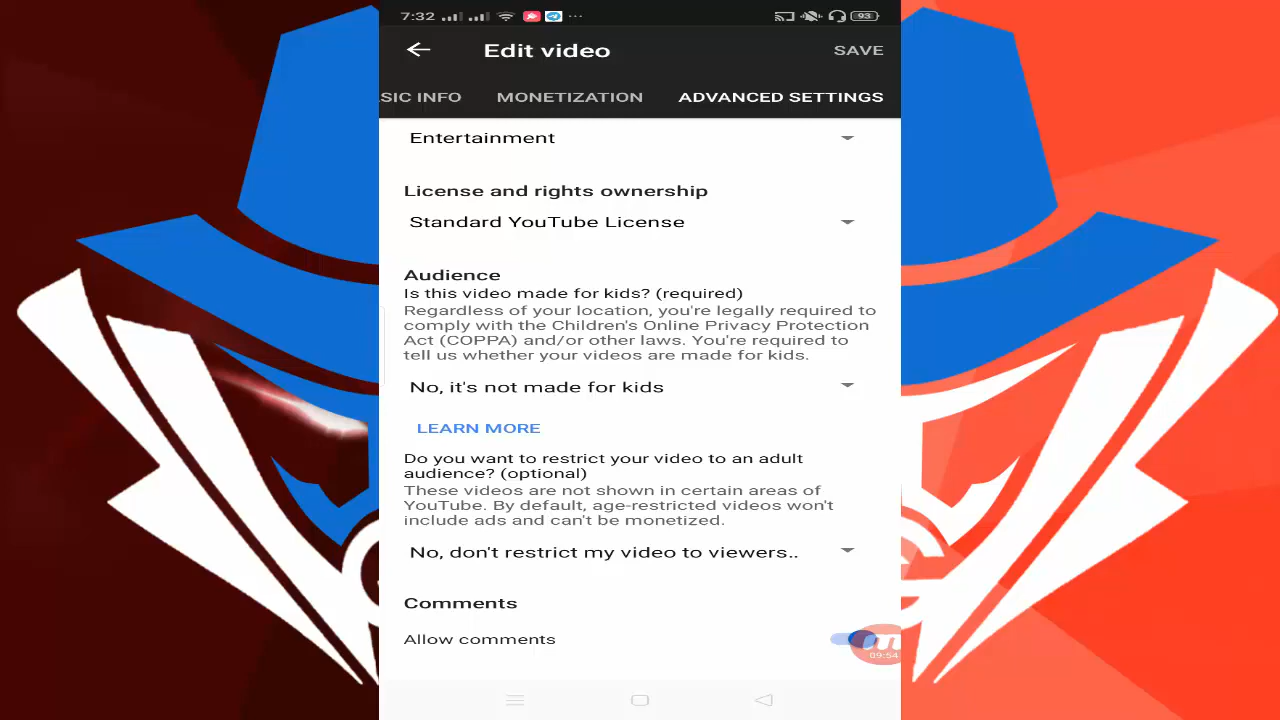 7:32 ... 93
Edit video SAVE
SIC INFO MONETIZATION ADVANCED SETTINGS
Entertainment
License and rights ownership
Standard YouTube License
Audience
Is this video made for kids? (required)
Regardless of your location, you're legally required to
comply with the Children's Online Privacy Protection
Act (COPPA) and/or other laws. You're required to
tell us whether your videos are made for kids.
No, it's not made for kids
LEARN MORE
Do you want to restrict your video to an adult
audience? (optional)
These videos are not shown in certain areas of
YouTube. By default, age-restricted videos won't
include ads and can't be monetized.
No, don't restrict my video to viewers..
Comments
Allow comments
09:54